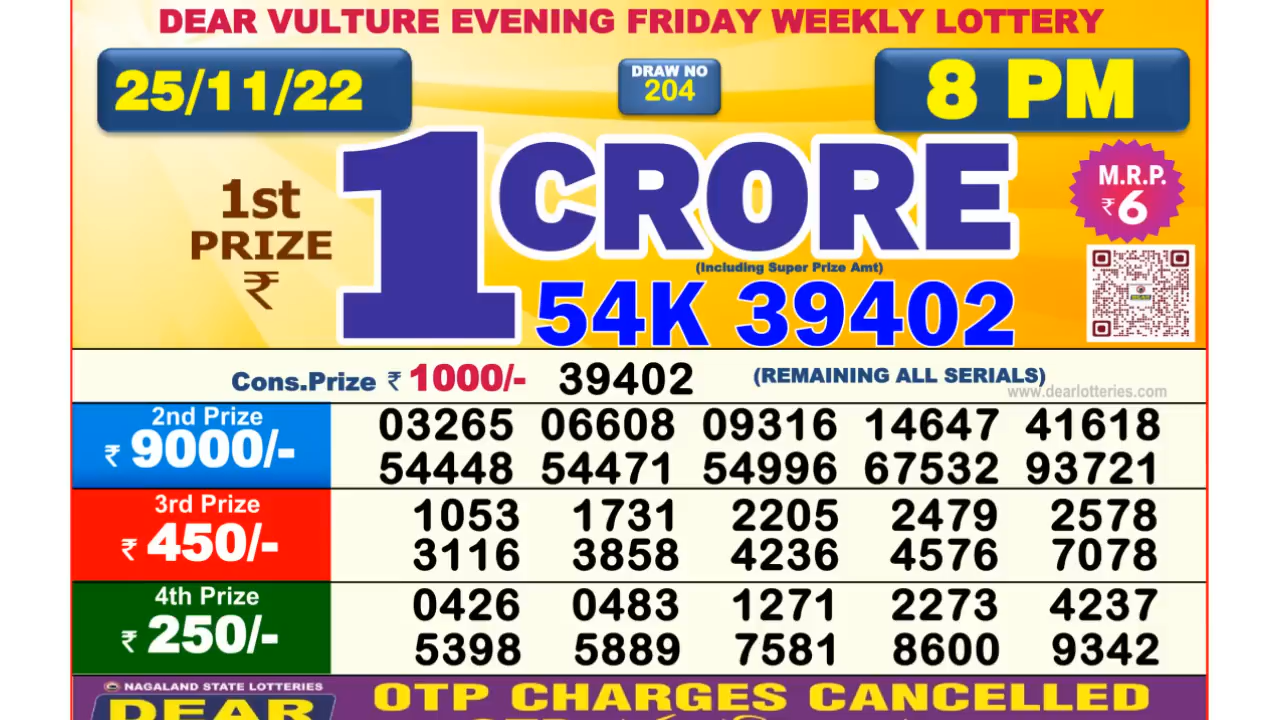 DEAR VULTURE EVENING FRIDAY WEEKLY LOTTERY
25/11/22
DRAW NO
204
8 PM
1st
PRIZE
₹
1 CRORE
(Including Super Prize Amt)
54K 39402
M.R.P.
₹ 6
Cons.Prize ₹ 1000/- 39402 (REMAINING ALL SERIALS)
www.dearlotteries.com
2nd Prize
₹ 9000/-
03265 06608 09316 14647 41618
54448 54471 54996 67532 93721
3rd Prize
₹ 450/-
1053 1731 2205 2479 2578
3116 3858 4236 4576 7078
4th Prize
₹ 250/-
0426 0483 1271 2273 4237
5398 5889 7581 8600 9342
NAGALAND STATE LOTTERIES
DEAR
OTP CHARGES CANCELLED